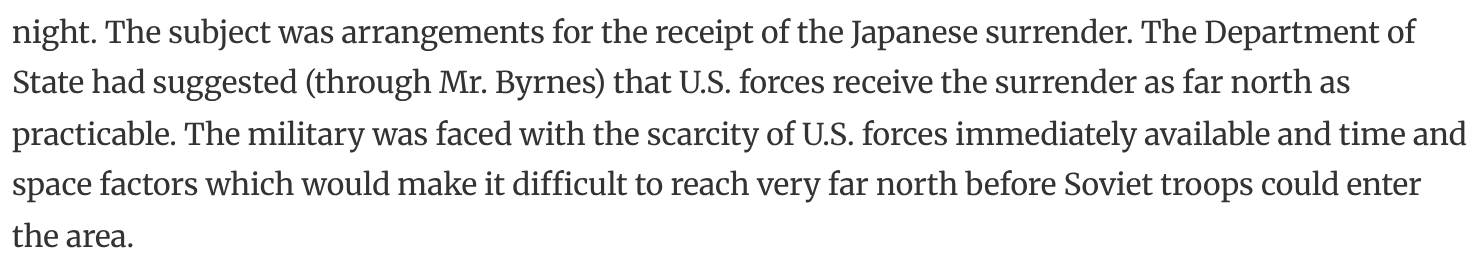 night. The subject was arrangements for the receipt of the Japanese surrender. The Department of
State had suggested (through Mr. Byrnes) that U.S. forces receive the surrender as far north as
practicable. The military was faced with the scarcity of U.S. forces immediately available and time and
space factors which would make it difficult to reach very far north before Soviet troops could enter
the area.